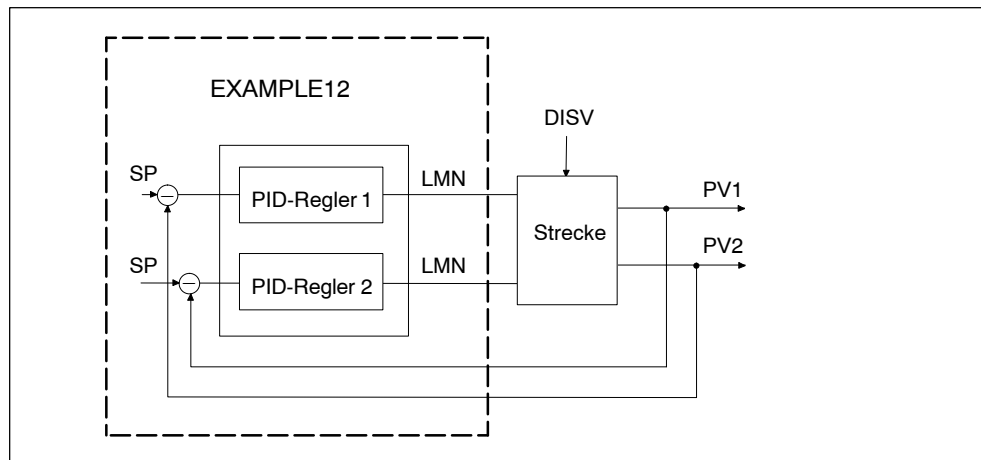 EXAMPLE12
DISV
SP
LMN
PV1
PID-Regler 1
Strecke
PV2
SP
LMN
PID-Regler 2